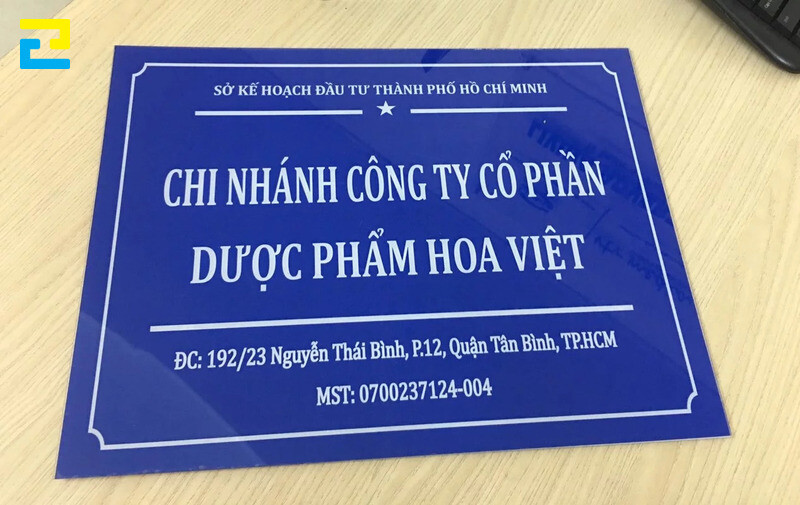 SỞ KẾ HOẠCH ĐẦU TƯ THÀNH PHỐ HỒ CHÍ MINH
CHI NHÁNH CÔNG TY CỔ PHẦN
DƯỢC PHẨM HOA VIỆT
ĐC: 192/23 Nguyễn Thái Bình, P.12, Quận Tân Bình, TP.HCM
MST: 0700237124-004